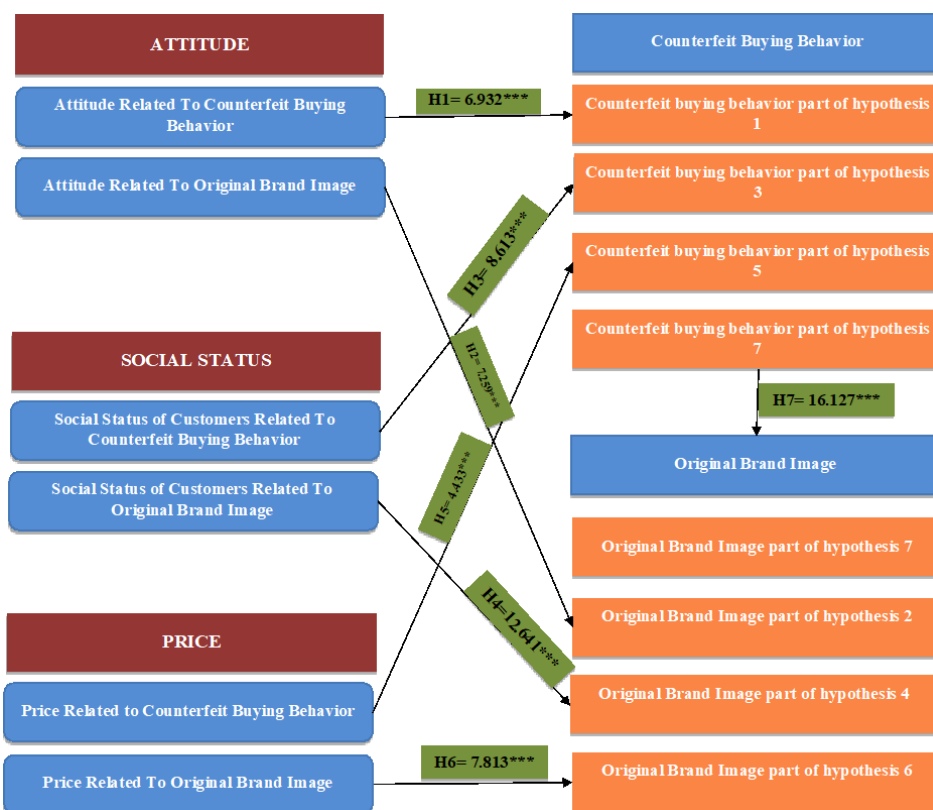 ATTITUDE
Attitude Related To Counterfeit Buying
Behavior
Attitude Related To Original Brand Image
SOCIAL STATUS
Social Status of Customers Related To
Counterfeit Buying Behavior
Social Status of Customers Related To
Original Brand Image
PRICE
Price Related to Counterfeit Buying Behavior
Price Related To Original Brand Image
H1= 6.932***
H3= 8.613***
H2= 7.259***
H5= 4.433***
H4=12.641***
H6= 7.813***
Counterfeit Buying Behavior
Counterfeit buying behavior part of hypothesis
1
Counterfeit buying behavior part of hypothesis
3
Counterfeit buying behavior part of hypothesis
5
Counterfeit buying behavior part of hypothesis
7
H7= 16.127***
Original Brand Image
Original Brand Image part of hypothesis 7
Original Brand Image part of hypothesis 2
Original Brand Image part of hypothesis 4
Original Brand Image part of hypothesis 6